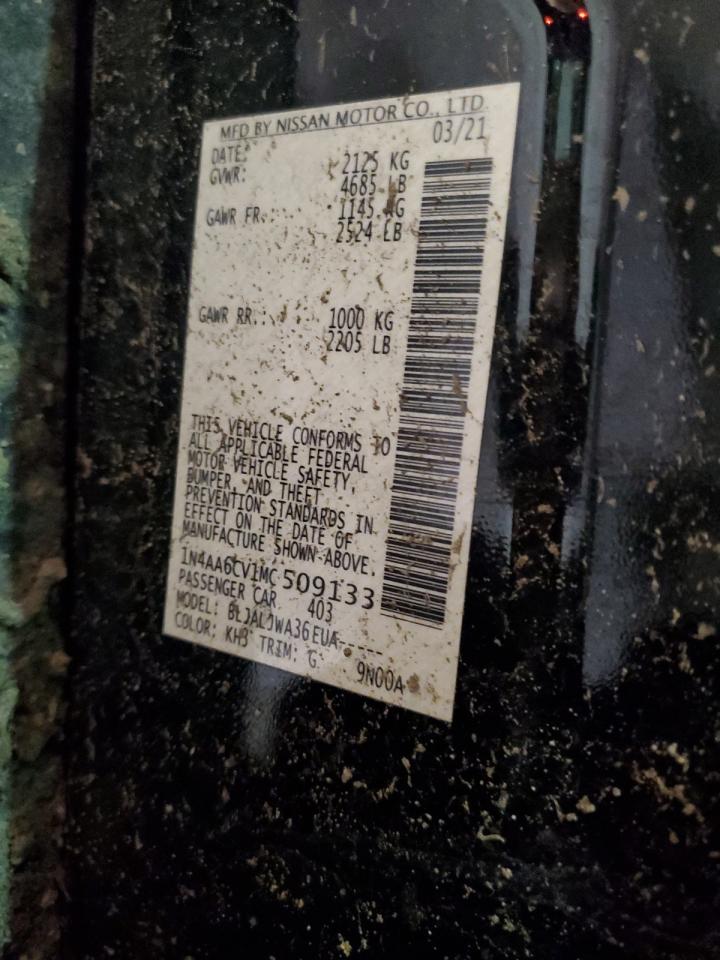 MFD BY NISSAN MOTOR CO., LTD.
DATE: 03/21
GVWR: 2125 KG
4685 LB
GAWR FR.: 1145 KG
2524 LB
GAWR RR.: 1000 KG
2205 LB
THIS VEHICLE CONFORMS TO
ALL APPLICABLE FEDERAL
MOTOR VEHICLE SAFETY,
BUMPER, AND THEFT
PREVENTION STANDARDS IN
EFFECT ON THE DATE OF
MANUFACTURE SHOWN ABOVE.
1N4AA6CV1MC509133
PASSENGER CAR 403
MODEL: BLJALJWA36EUA-----
COLOR: KH3 TRIM: G 9N00A